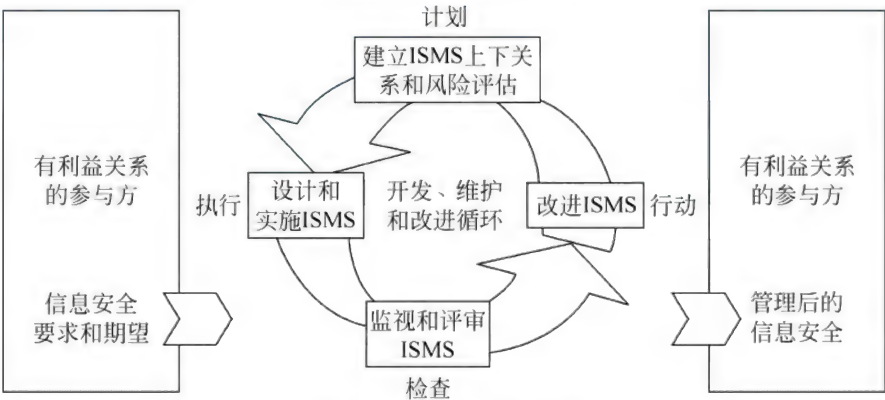 计划
建立ISMS上下关
系和风险评估
有利益关系
的参与方
执行
设计和
实施ISMS
开发、维护
和改进循环
改进ISMS
行动
有利益关系
的参与方
信息安全
要求和期望
监视和评审
ISMS
检查
管理后的
信息安全